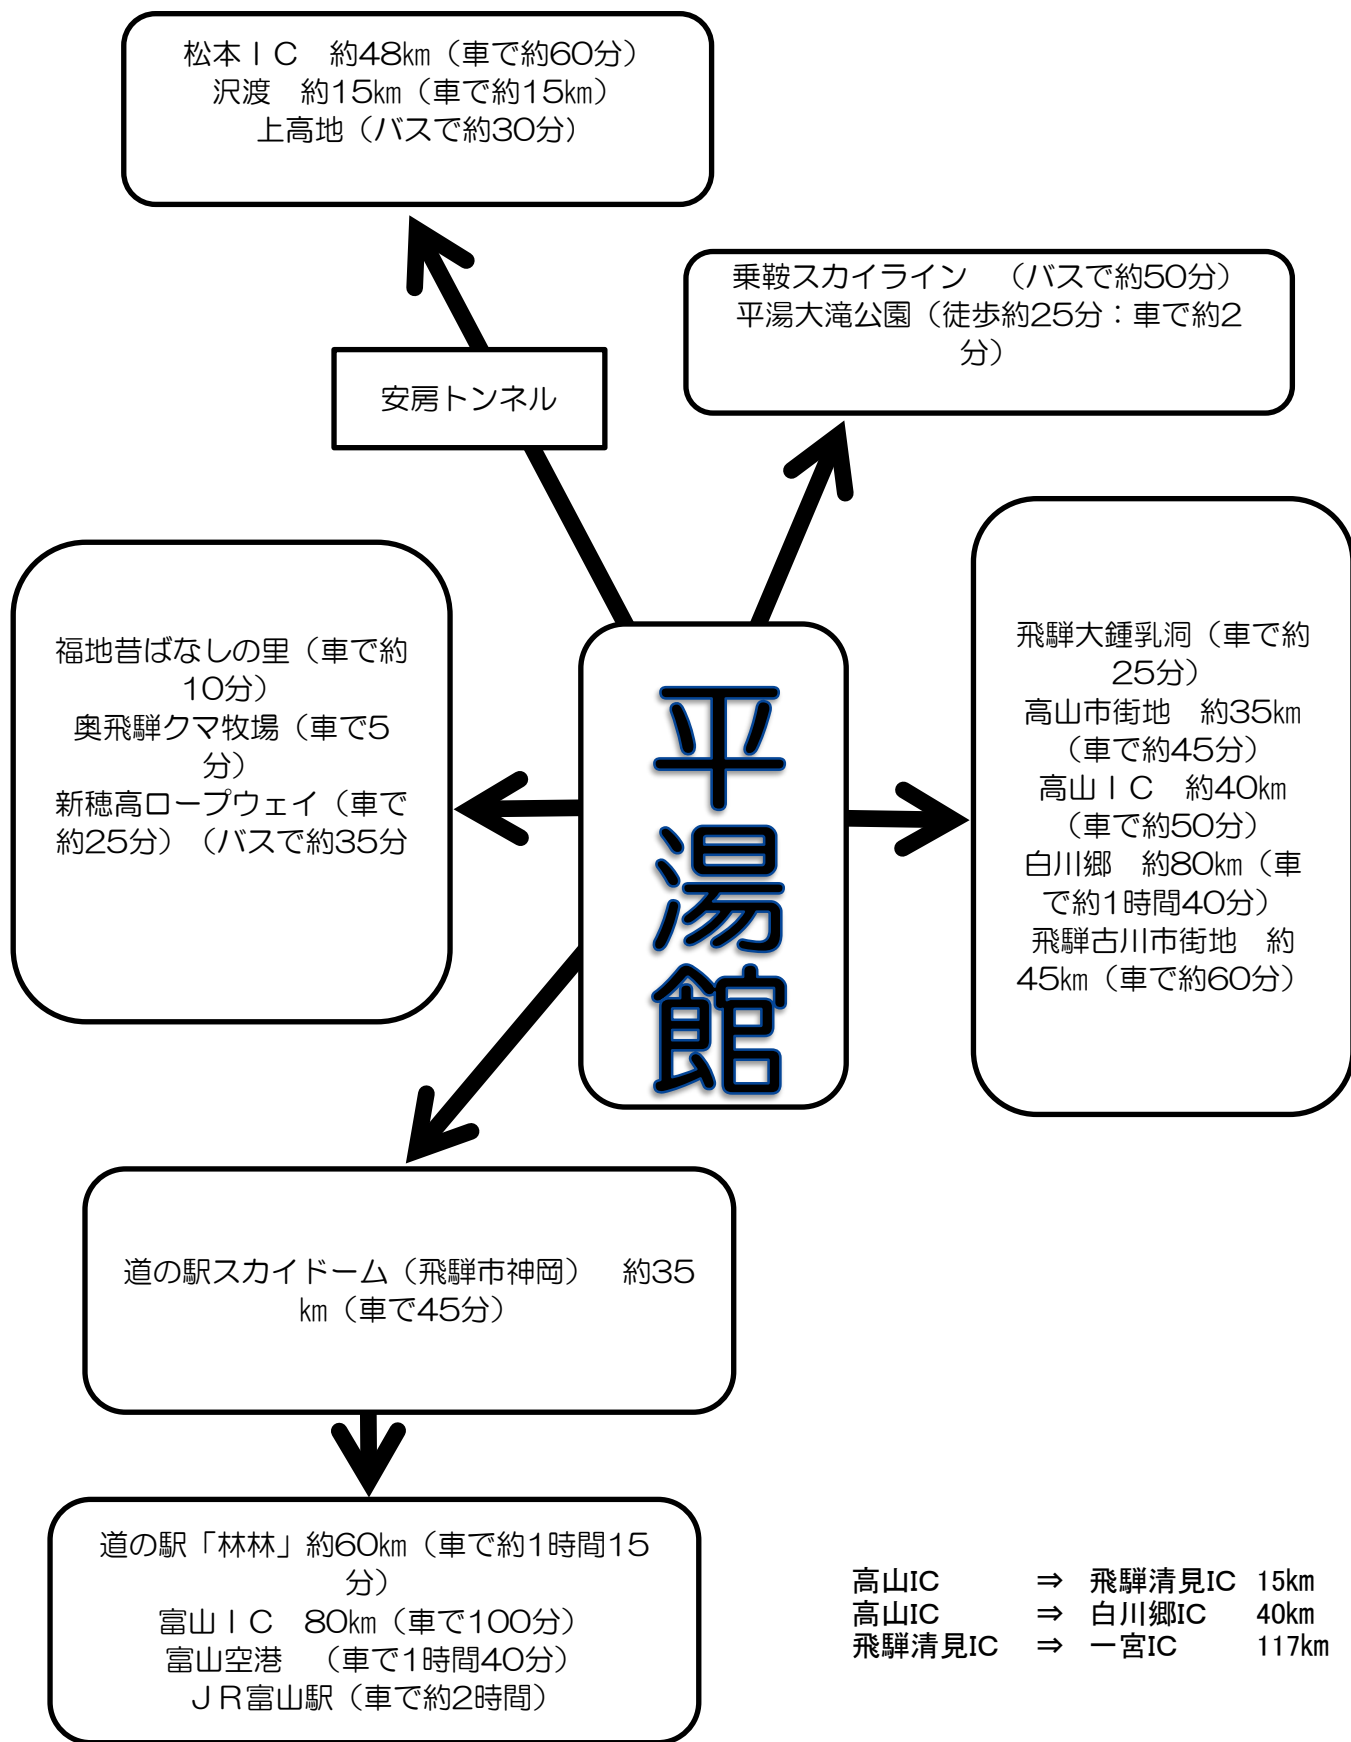 松本ＩＣ　約48㎞（車で約60分）
沢渡　約15㎞（車で約15㎞）
上高地（バスで約30分）
乗鞍スカイライン　（バスで約50分）
平湯大滝公園（徒歩約25分：車で約2
分）
安房トンネル
福地昔ばなしの里（車で約
10分）
奥飛騨クマ牧場（車で5
分）
新穂高ロープウェイ（車で
約25分）（バスで約35分
平
湯
館
飛騨大鍾乳洞（車で約
25分）
高山市街地　約35㎞
（車で約45分）
高山ＩＣ　約40㎞
（車で約50分）
白川郷　約80㎞（車
で約1時間40分）
飛騨古川市街地　約
45㎞（車で約60分）
道の駅スカイドーム（飛騨市神岡）　約35
㎞（車で45分）
道の駅「林林」約60㎞（車で約1時間15
分）
富山ＩＣ　80㎞（車で100分）
富山空港　（車で1時間40分）
ＪＲ富山駅（車で約2時間）
高山IC　⇒　飛騨清見IC　15㎞
高山IC　⇒　白川郷IC　40㎞
飛騨清見IC　⇒　一宮IC　117㎞